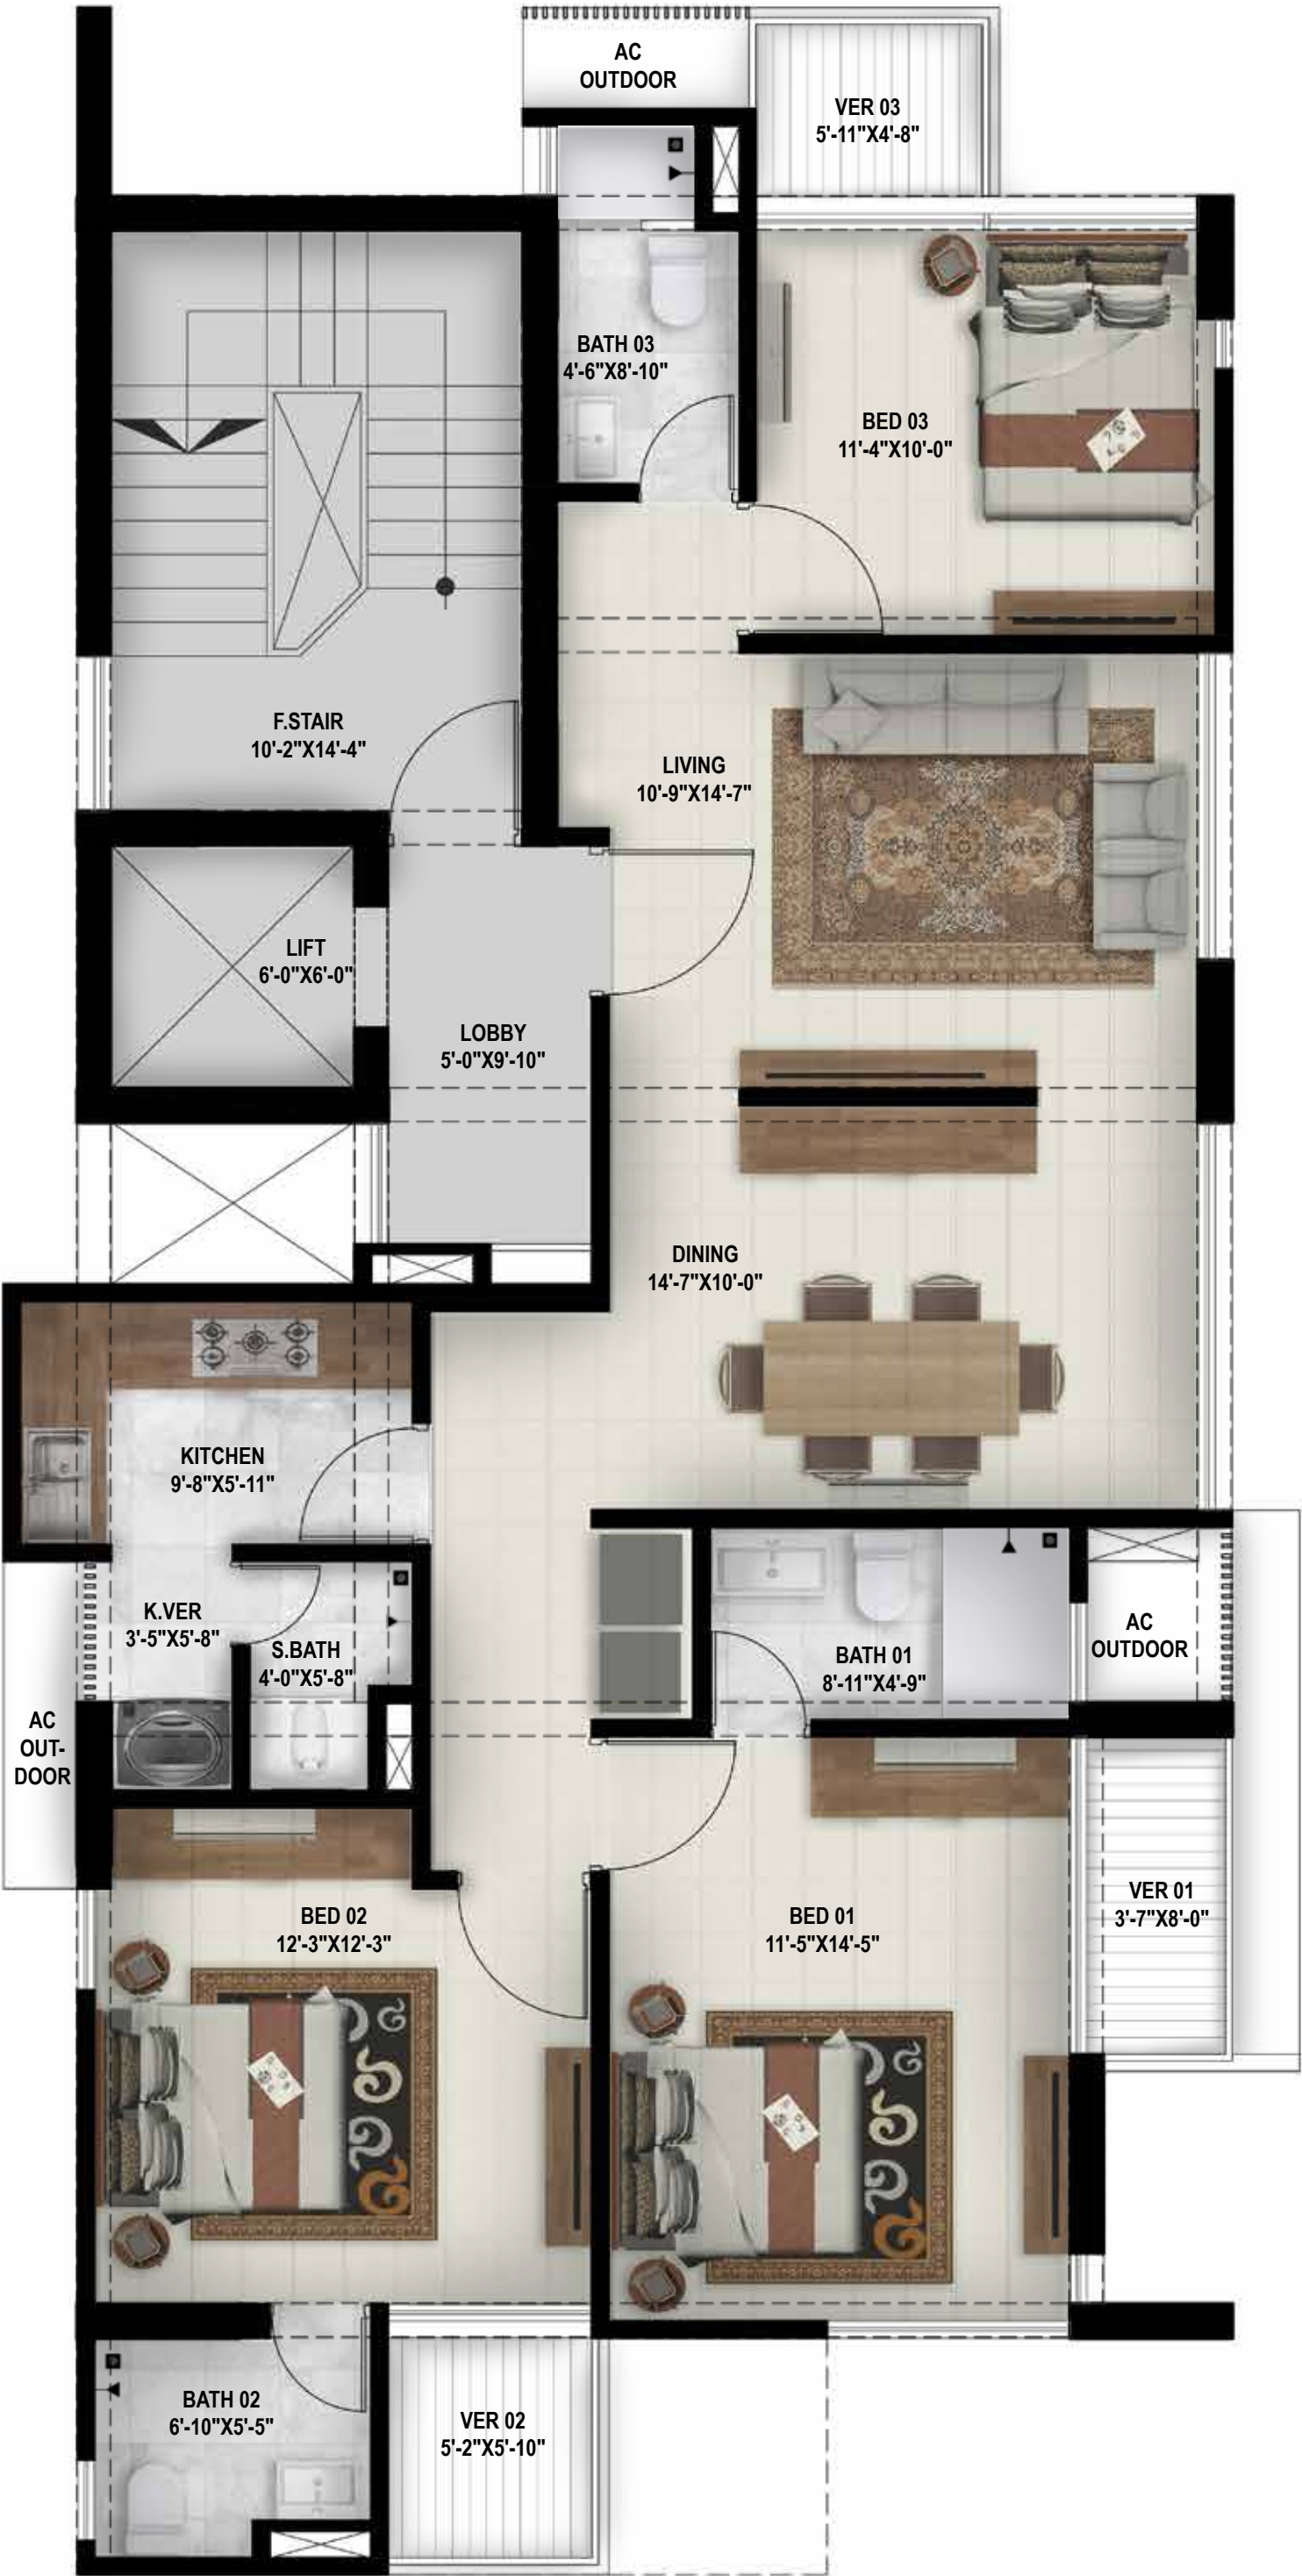 AC
OUTDOOR
VER 03
5'-11"X4'-8"
BATH 03
4'-6"X8'-10"
BED 03
11'-4"X10'-0"
F.STAIR
10'-2"X14'-4"
LIVING
10'-9"X14'-7"
LIFT
6'-0"X6'-0"
LOBBY
5'-0"X9'-10"
DINING
14'-7"X10'-0"
KITCHEN
9'-8"X5'-11"
K.VER
3'-5"X5'-8"
S.BATH
4'-0"X5'-8"
BATH 01
8'-11"X4'-9"
AC
OUTDOOR
AC
OUT-
DOOR
BED 02
12'-3"X12'-3"
BED 01
11'-5"X14'-5"
VER 01
3'-7"X8'-0"
BATH 02
6'-10"X5'-5"
VER 02
5'-2"X5'-10"